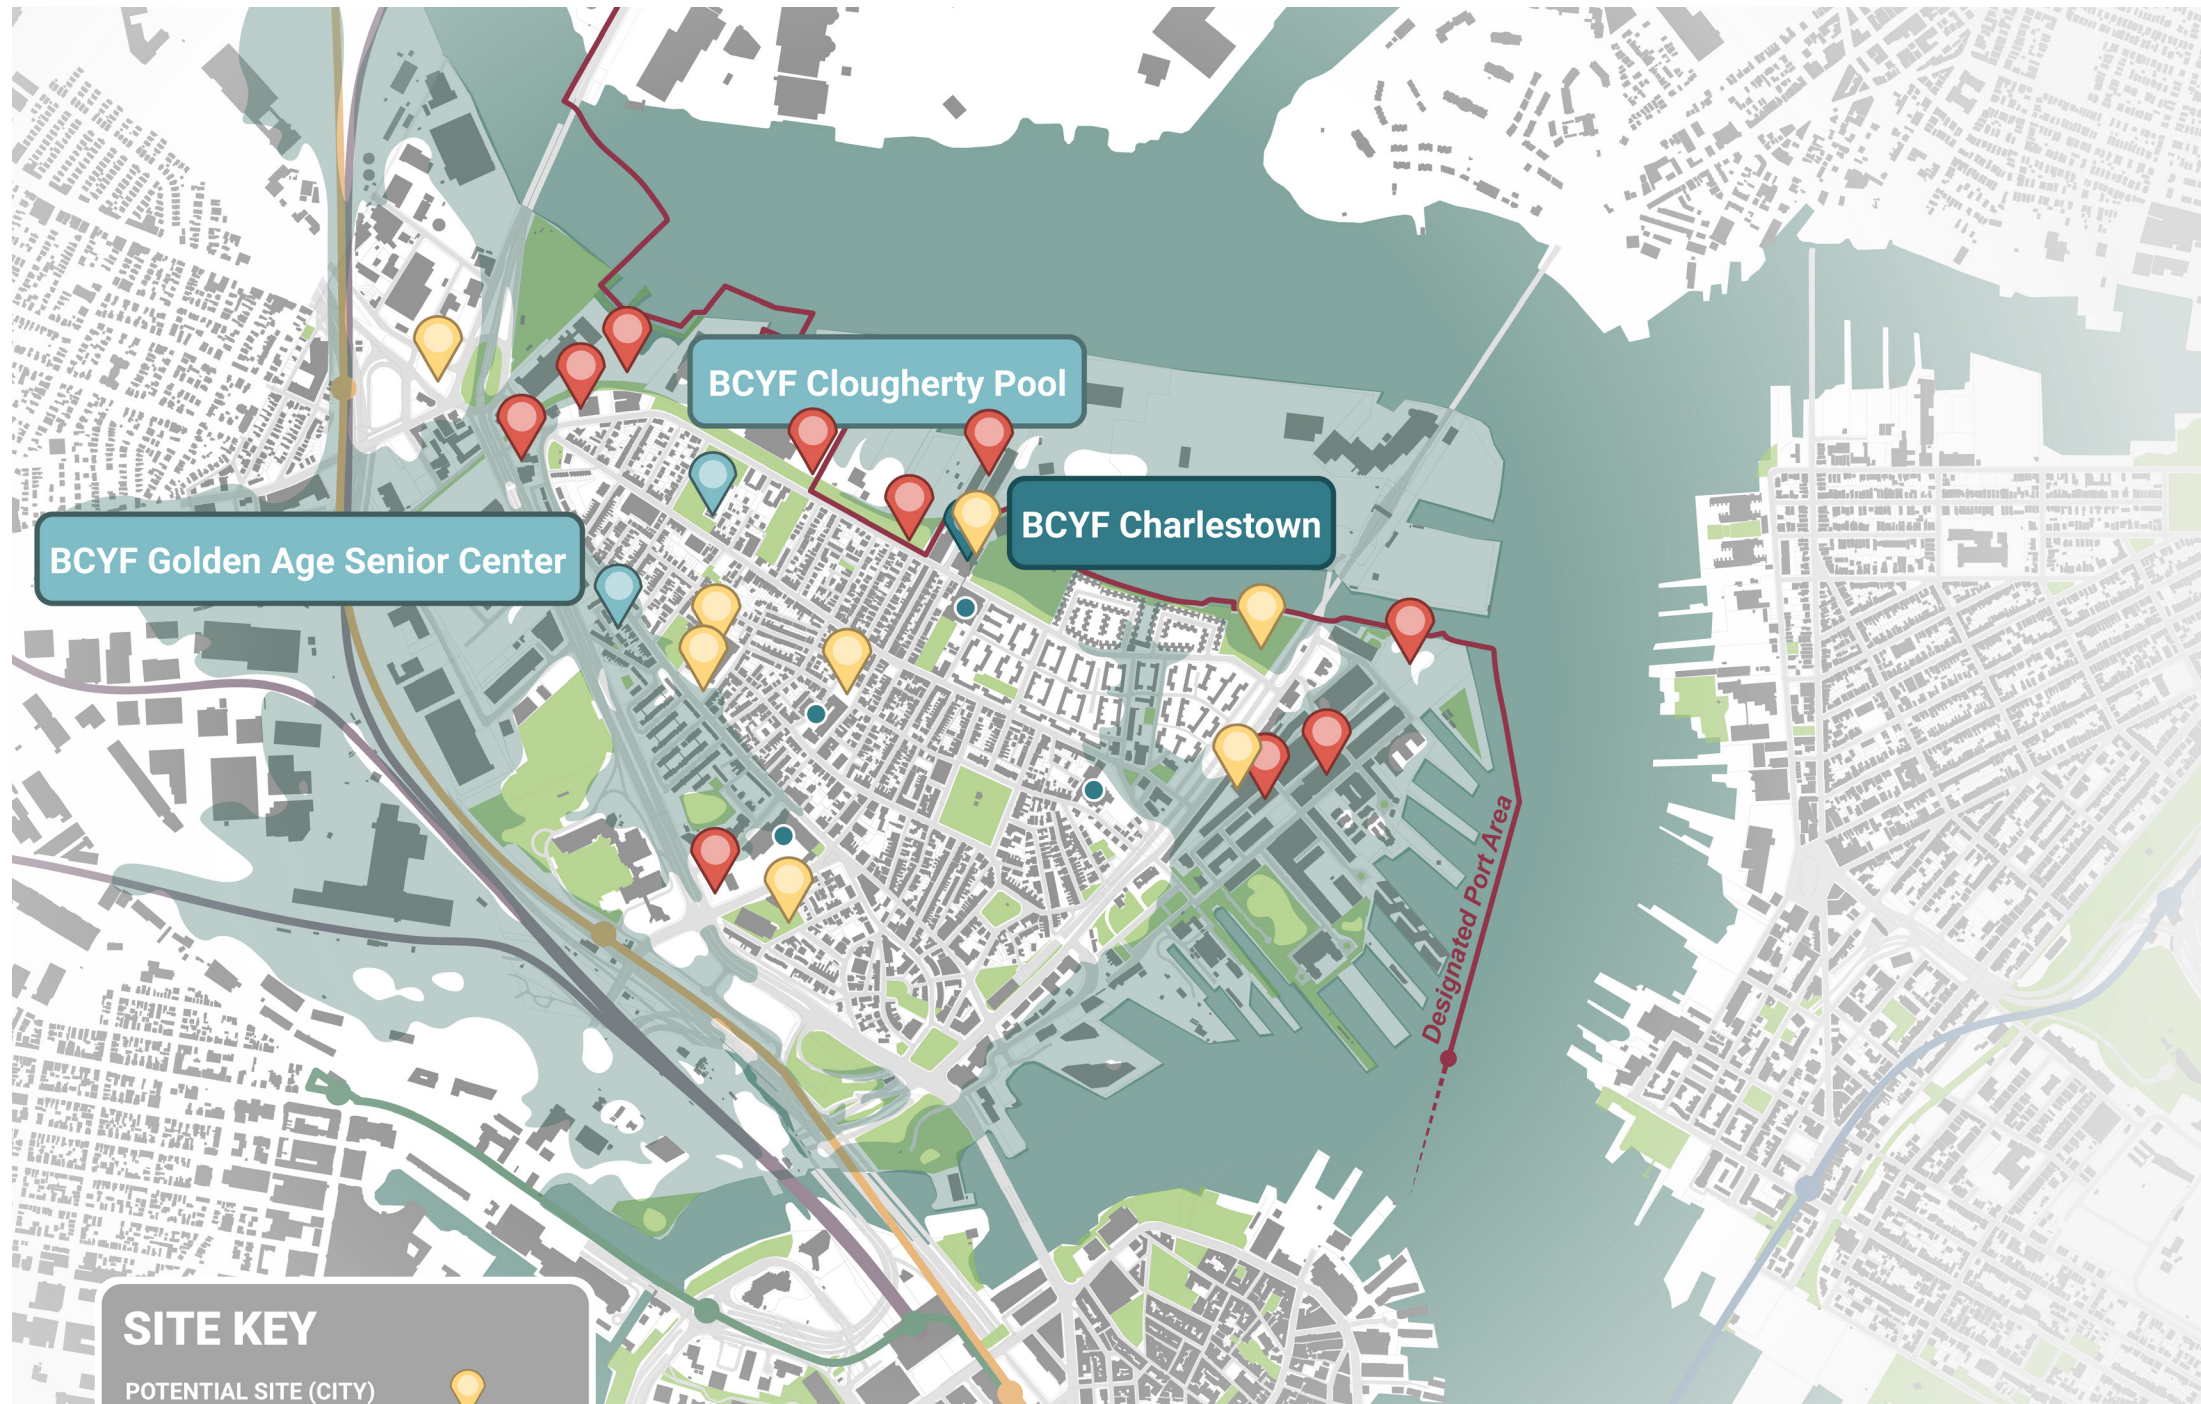 BCYF Clougherty Pool
BCYF Charlestown
BCYF Golden Age Senior Center
Designated Port Area
SITE KEY
POTENTIAL SITE (CITY)